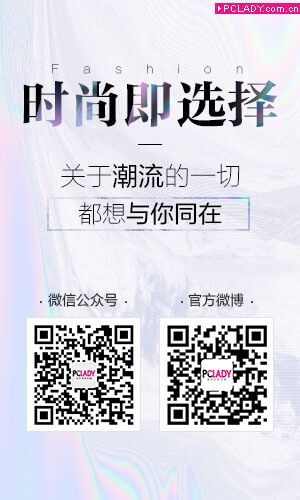 PCLADY.com.cn
Fashion
时尚即选择
关于潮流的一切
都想与你同在
· 微信公众号 ·
· 官方微博 ·
PCLADY
PCLADY